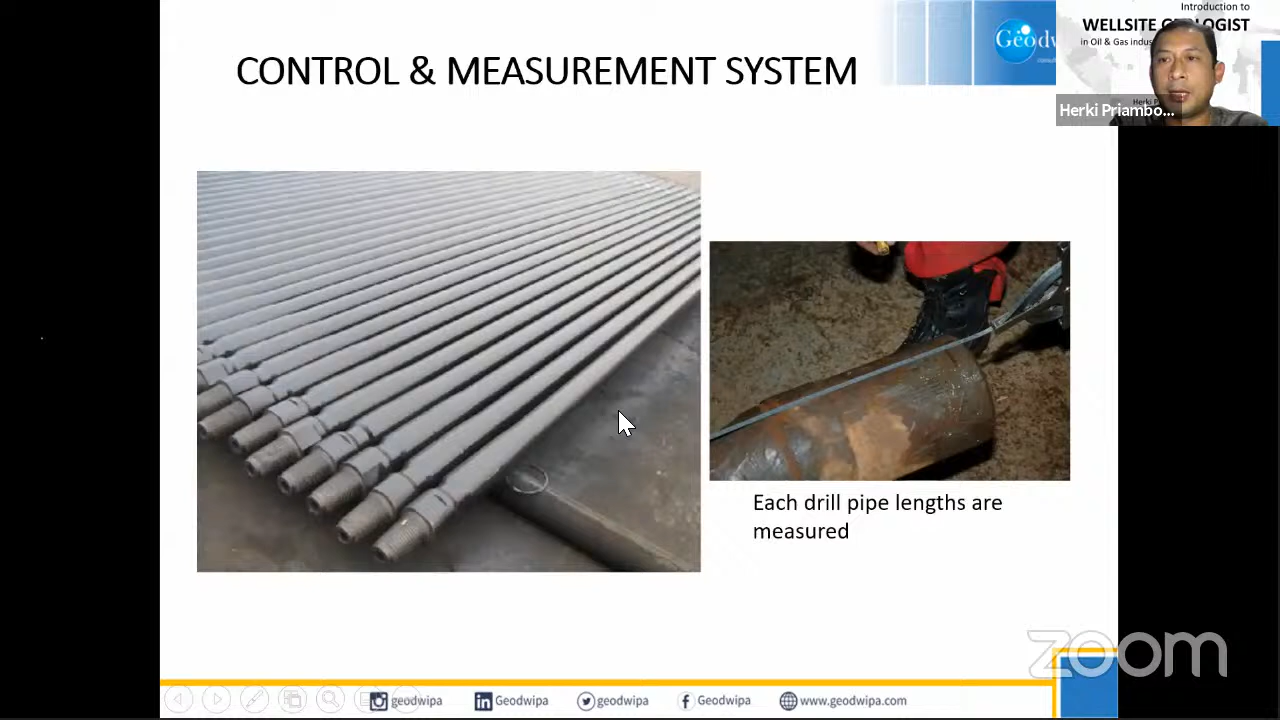 Introduction to
WELLSITE GEOLOGIST
in Oil & Gas
CONTROL & MEASUREMENT SYSTEM
Herki Priambo...
Each drill pipe lengths are
measured
zoom
geodwipa
Geodwipa
geodwipa
Geodwipa
www.geodwipa.com